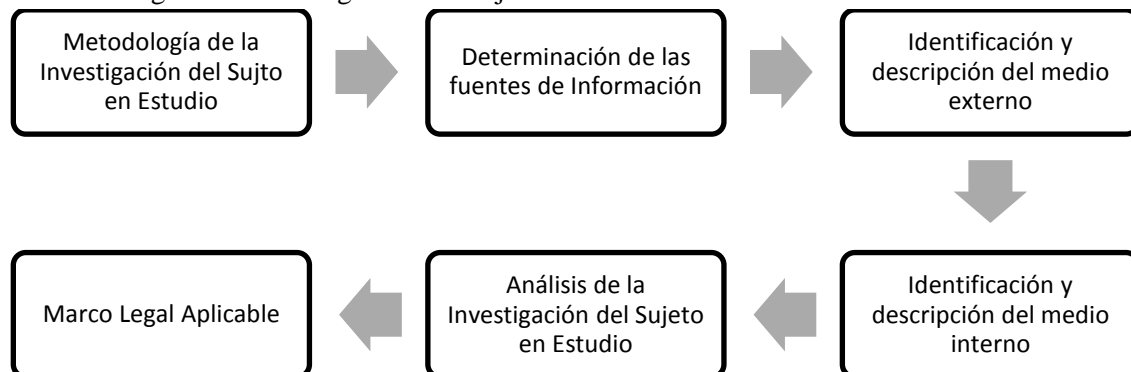 Metodología de la
Investigación del Sujto
en Estudio
Determinación de las
fuentes de Información
Identificación y
descripción del medio
externo
Identificación y
descripción del medio
interno
Análisis de la
Investigación del Sujeto
en Estudio
Marco Legal Aplicable